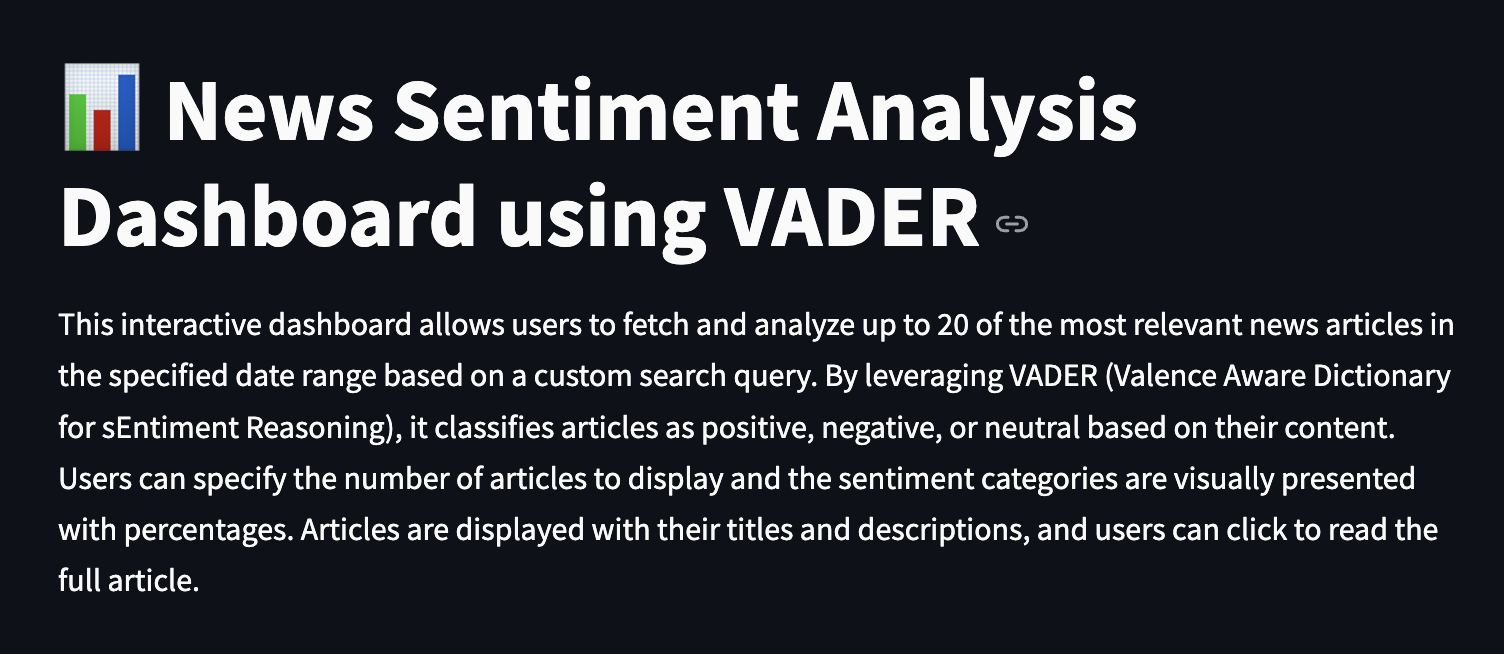 News Sentiment Analysis
Dashboard using VADER
This interactive dashboard allows users to fetch and analyze up to 20 of the most relevant news articles in
the specified date range based on a custom search query. By leveraging VADER (Valence Aware Dictionary
for sEntiment Reasoning), it classifies articles as positive, negative, or neutral based on their content.
Users can specify the number of articles to display and the sentiment categories are visually presented
with percentages. Articles are displayed with their titles and descriptions, and users can click to read the
full article.